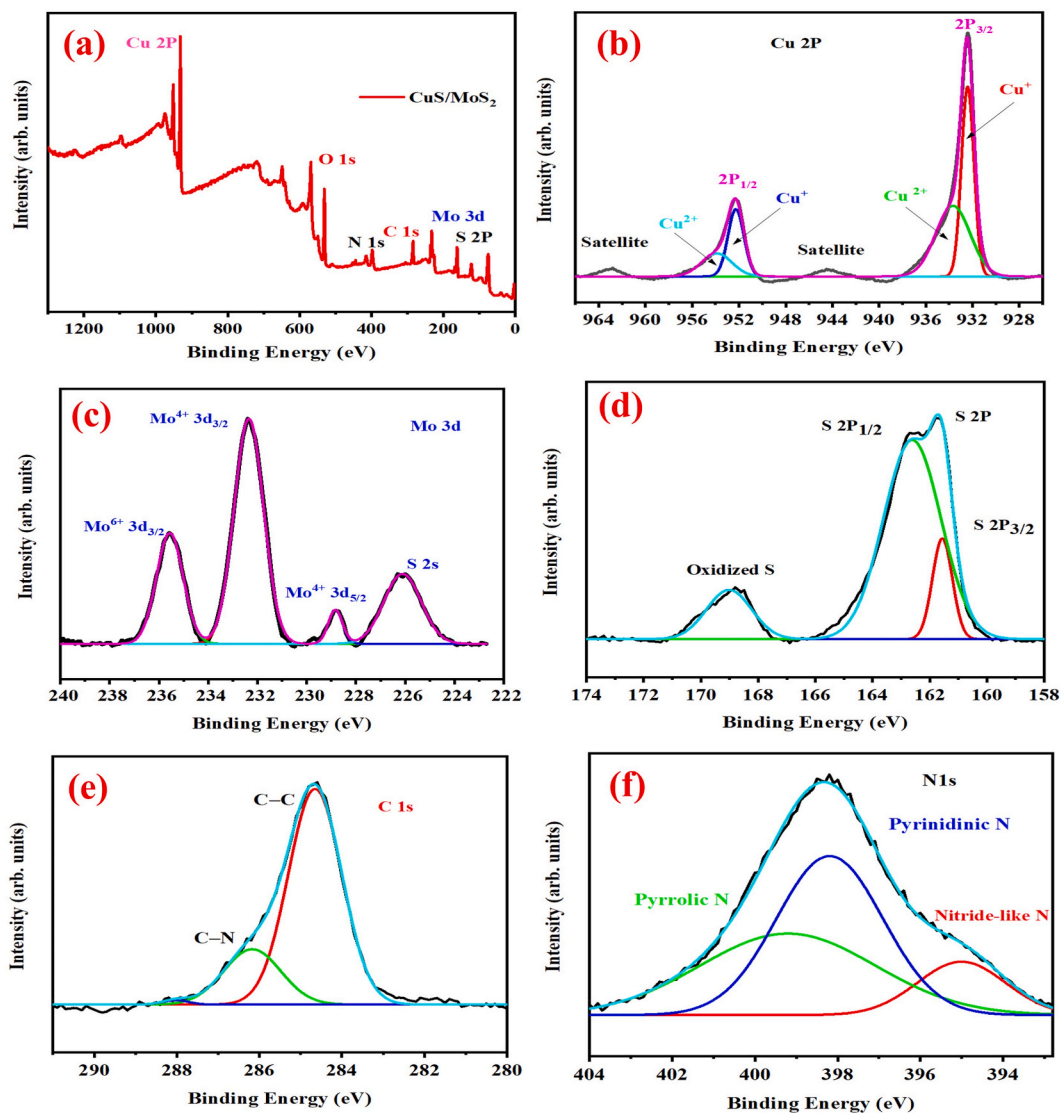 (a)
Cu 2P
CuS/MoS₂
O 1s
N 1s
C 1s
Mo 3d
S 2P
1200 1000 800 600 400 200 0
Binding Energy (eV)
Intensity (arb. units)
(b)
Cu 2P
2P₃/₂
Cu⁺
2P₁/₂
Cu⁺
Cu²⁺
Cu ²⁺
Satellite
Satellite
964 960 956 952 948 944 940 936 932 928
Binding Energy (eV)
Intensity (arb. units)
(c)
Mo⁴⁺ 3d₃/₂
Mo 3d
Mo⁶⁺ 3d₃/₂
S 2s
Mo⁴⁺ 3d₅/₂
240 238 236 234 232 230 228 226 224 222
Binding Energy (eV)
Intensity (arb. units)
(d)
S 2P₁/₂
S 2P
S 2P₃/₂
Oxidized S
174 172 170 168 166 164 162 160 158
Binding Energy (eV)
Intensity (arb. units)
(e)
C–C
C 1s
C–N
290 288 286 284 282 280
Binding Energy (eV)
Intensity (arb. units)
(f)
N1s
Pyrinidinic N
Pyrrolic N
Nitride-like N
404 402 400 398 396 394
Binding Energy (eV)
Intensity (arb. units)